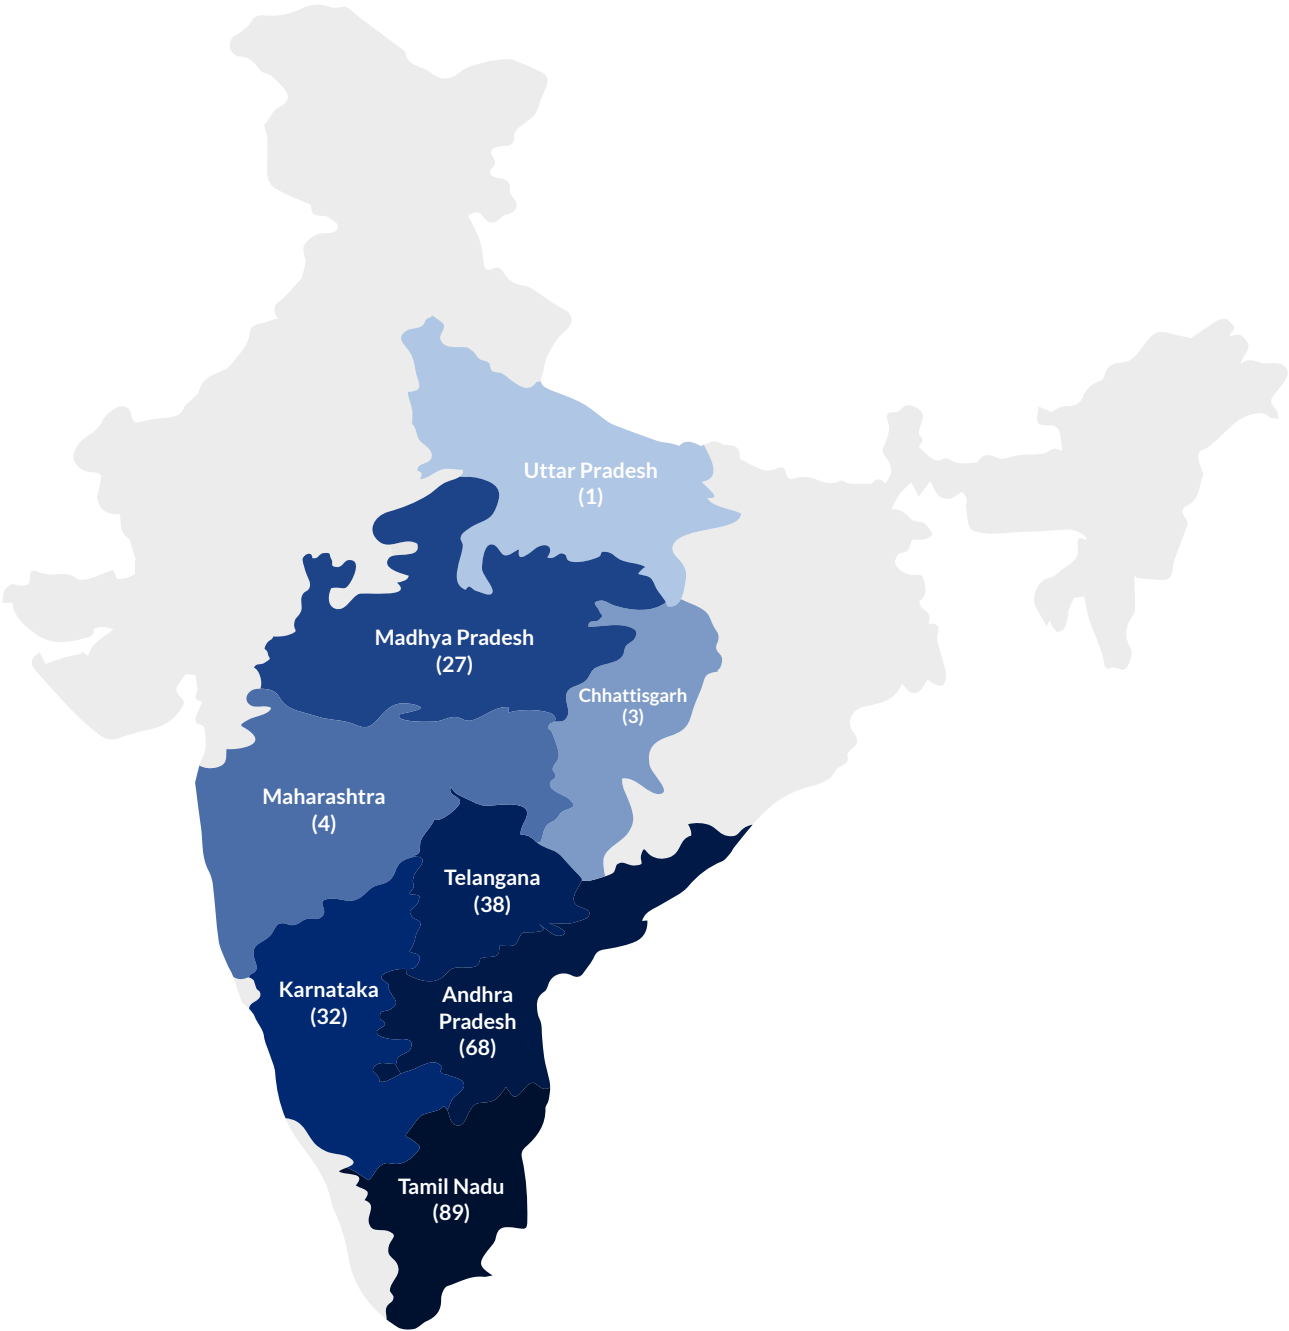 Uttar Pradesh
(1)
Madhya Pradesh
(27)
Chhattisgarh
(3)
Maharashtra
(4)
Telangana
(38)
Karnataka
(32)
Andhra
Pradesh
(68)
Tamil Nadu
(89)